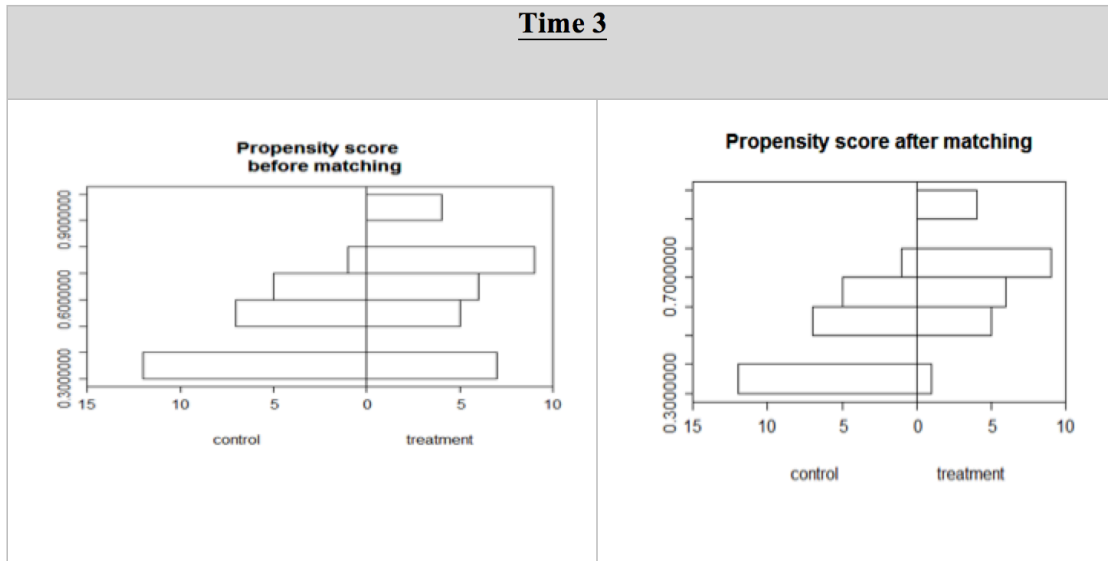 Time 3
Propensity score
before matching
0.9000000
0.6000000
0.3000000
15 10 5 0 5 10
control treatment
Propensity score after matching
0.7000000
0.3000000
15 10 5 0 5 10
control treatment